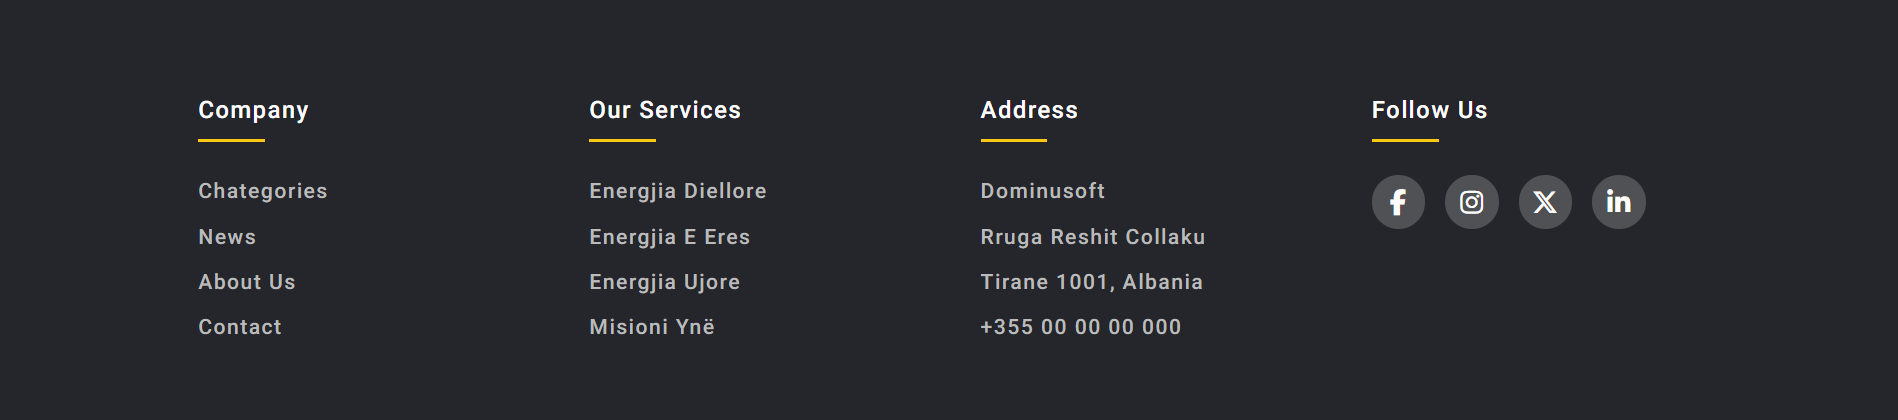 Company
Chategories
News
About Us
Contact
Our Services
Energjia Diellore
Energjia E Eres
Energjia Ujore
Misioni Ynë
Address
Dominusoft
Rruga Reshit Collaku
Tirane 1001, Albania
+355 00 00 00 000
Follow Us